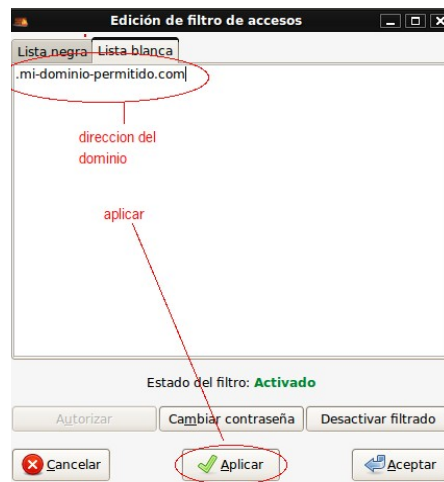 Edición de filtro de accesos
Lista negra Lista blanca
.mi-dominio-permitido.com
direccion del
dominio
aplicar
Estado del filtro: Activado
Autorizar Cambiar contraseña Desactivar filtrado
Cancelar Aplicar Aceptar